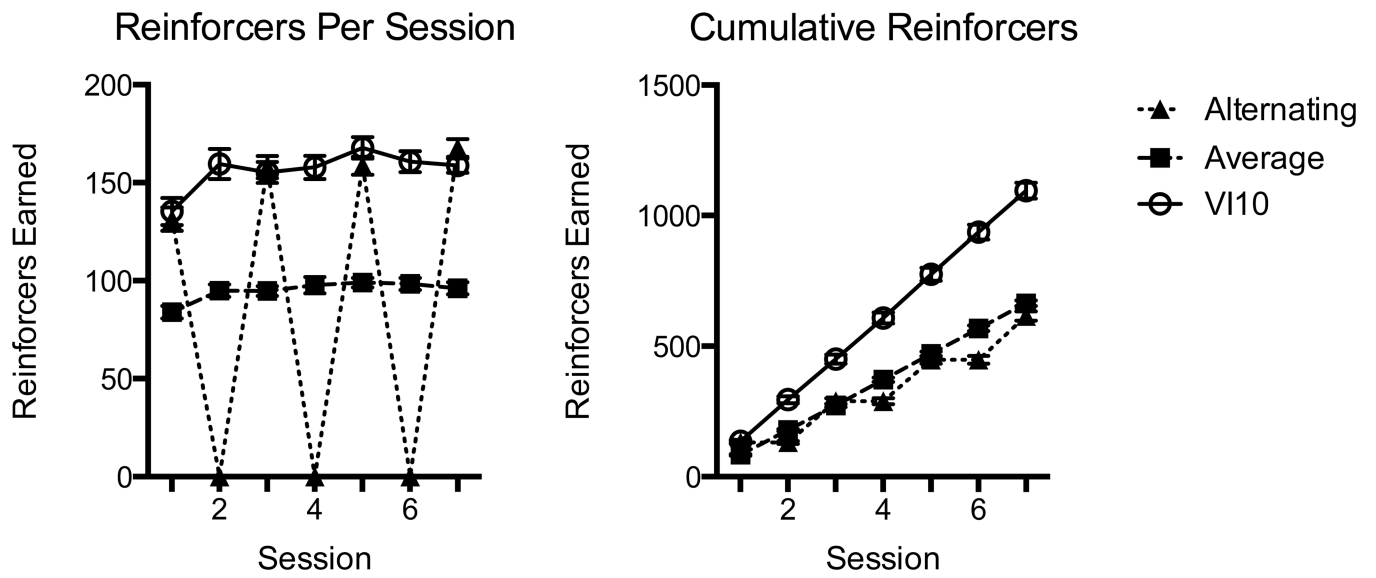 Reinforcers Per Session
Reinforcers Earned
200
150
100
50
0
2 4 6
Session
Cumulative Reinforcers
Reinforcers Earned
1500
1000
500
0
2 4 6
Session
Alternating
Average
VI10